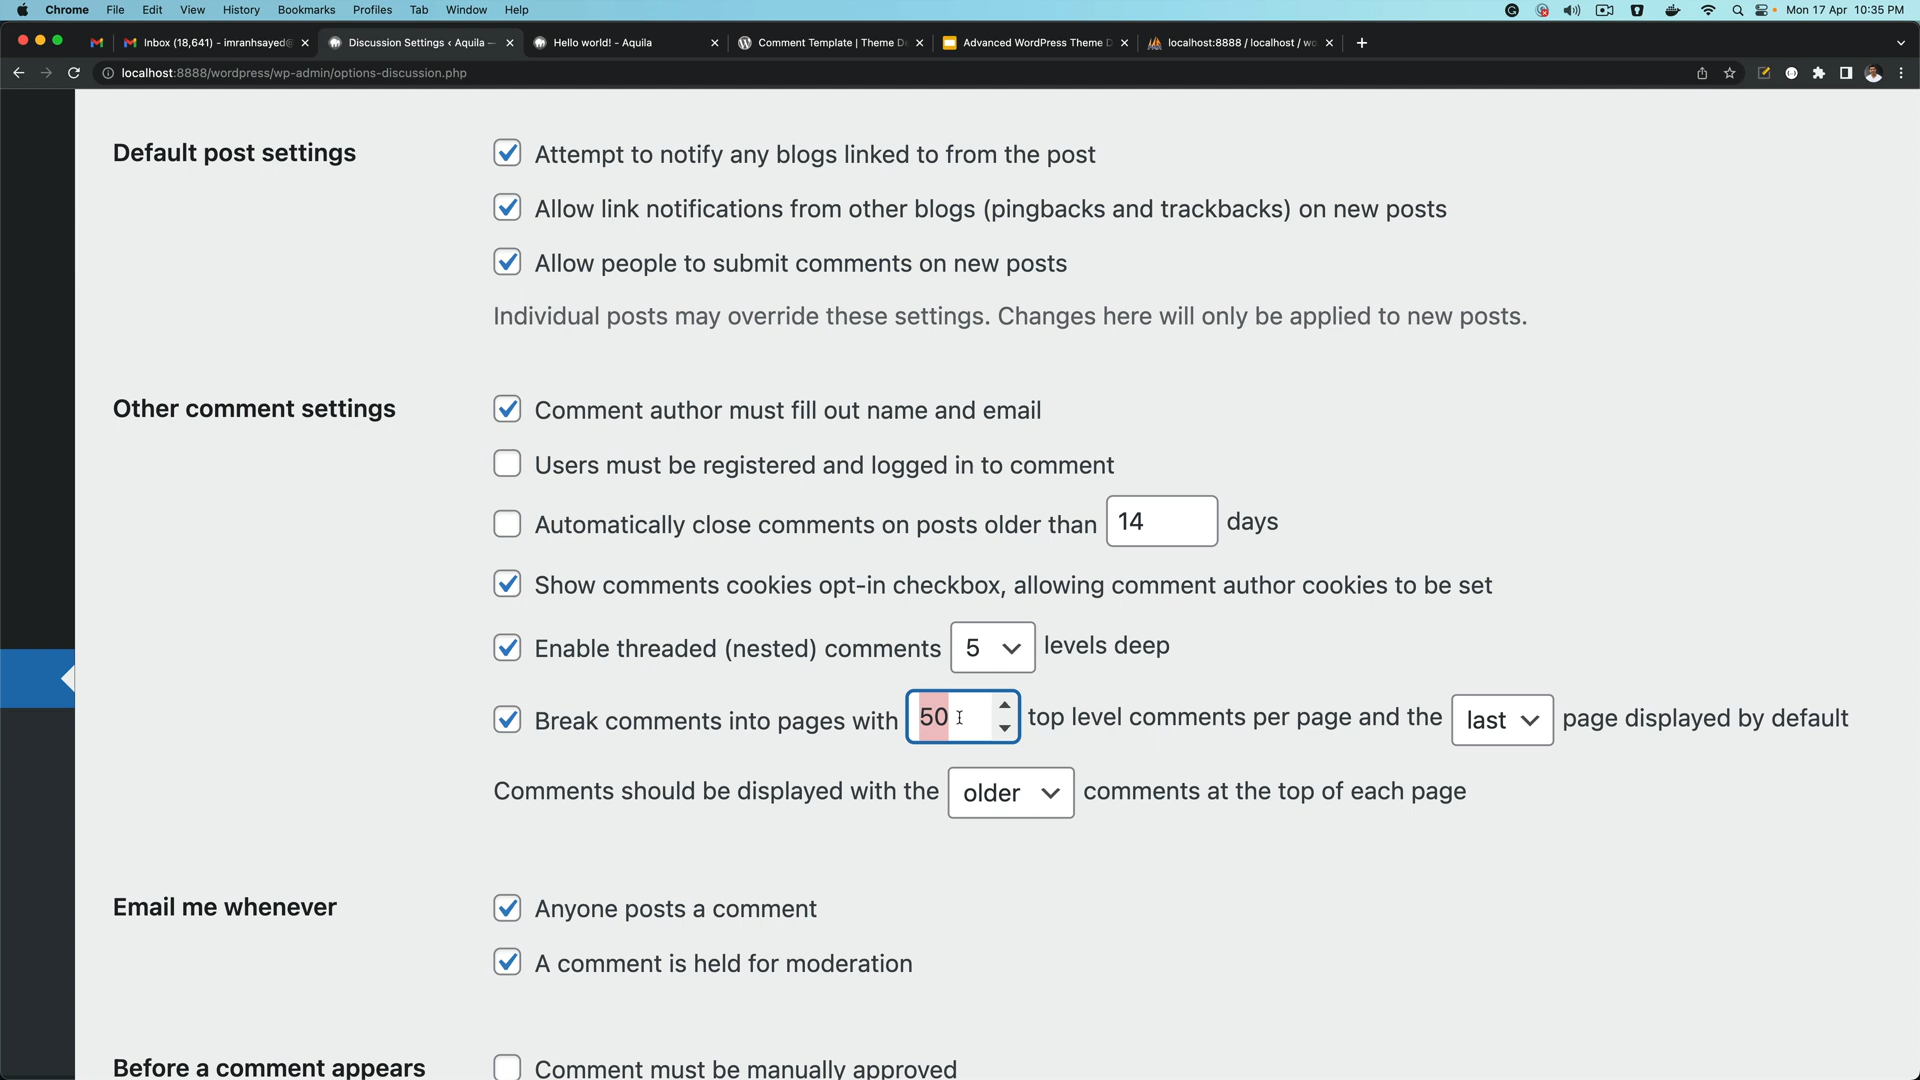 Chrome File Edit View History Bookmarks Profiles Tab Window Help Mon 17 Apr 10:35 PM
Inbox (18,641) - imranhsayed@ Discussion Settings ‹ Aquila — Hello world! - Aquila Comment Template | Theme De Advanced WordPress Theme D localhost:8888 / localhost / wo
localhost:8888/wordpress/wp-admin/options-discussion.php
Default post settings
Attempt to notify any blogs linked to from the post
Allow link notifications from other blogs (pingbacks and trackbacks) on new posts
Allow people to submit comments on new posts
Individual posts may override these settings. Changes here will only be applied to new posts.
Other comment settings
Comment author must fill out name and email
Users must be registered and logged in to comment
Automatically close comments on posts older than 14 days
Show comments cookies opt-in checkbox, allowing comment author cookies to be set
Enable threaded (nested) comments 5 levels deep
Break comments into pages with 50 top level comments per page and the last page displayed by default
Comments should be displayed with the older comments at the top of each page
Email me whenever
Anyone posts a comment
A comment is held for moderation
Before a comment appears
Comment must be manually approved